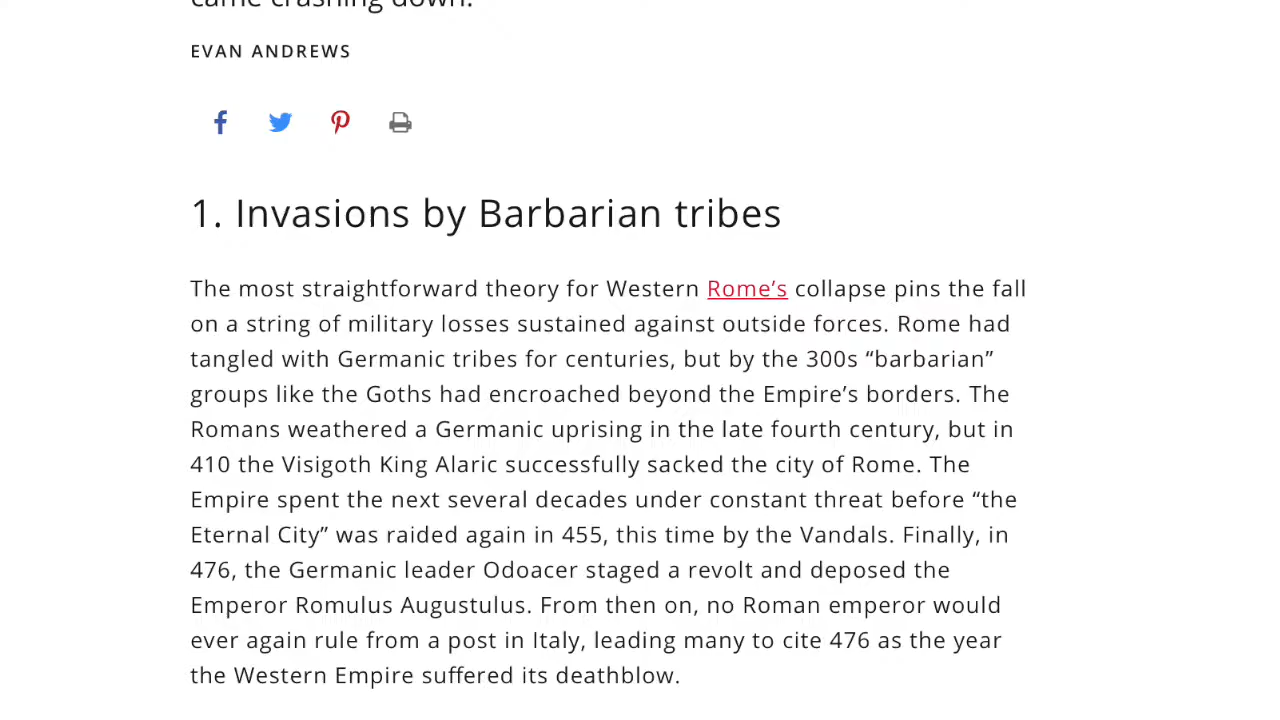 came crashing down.
EVAN ANDREWS
1. Invasions by Barbarian tribes
The most straightforward theory for Western Rome’s collapse pins the fall
on a string of military losses sustained against outside forces. Rome had
tangled with Germanic tribes for centuries, but by the 300s “barbarian”
groups like the Goths had encroached beyond the Empire’s borders. The
Romans weathered a Germanic uprising in the late fourth century, but in
410 the Visigoth King Alaric successfully sacked the city of Rome. The
Empire spent the next several decades under constant threat before “the
Eternal City” was raided again in 455, this time by the Vandals. Finally, in
476, the Germanic leader Odoacer staged a revolt and deposed the
Emperor Romulus Augustulus. From then on, no Roman emperor would
ever again rule from a post in Italy, leading many to cite 476 as the year
the Western Empire suffered its deathblow.